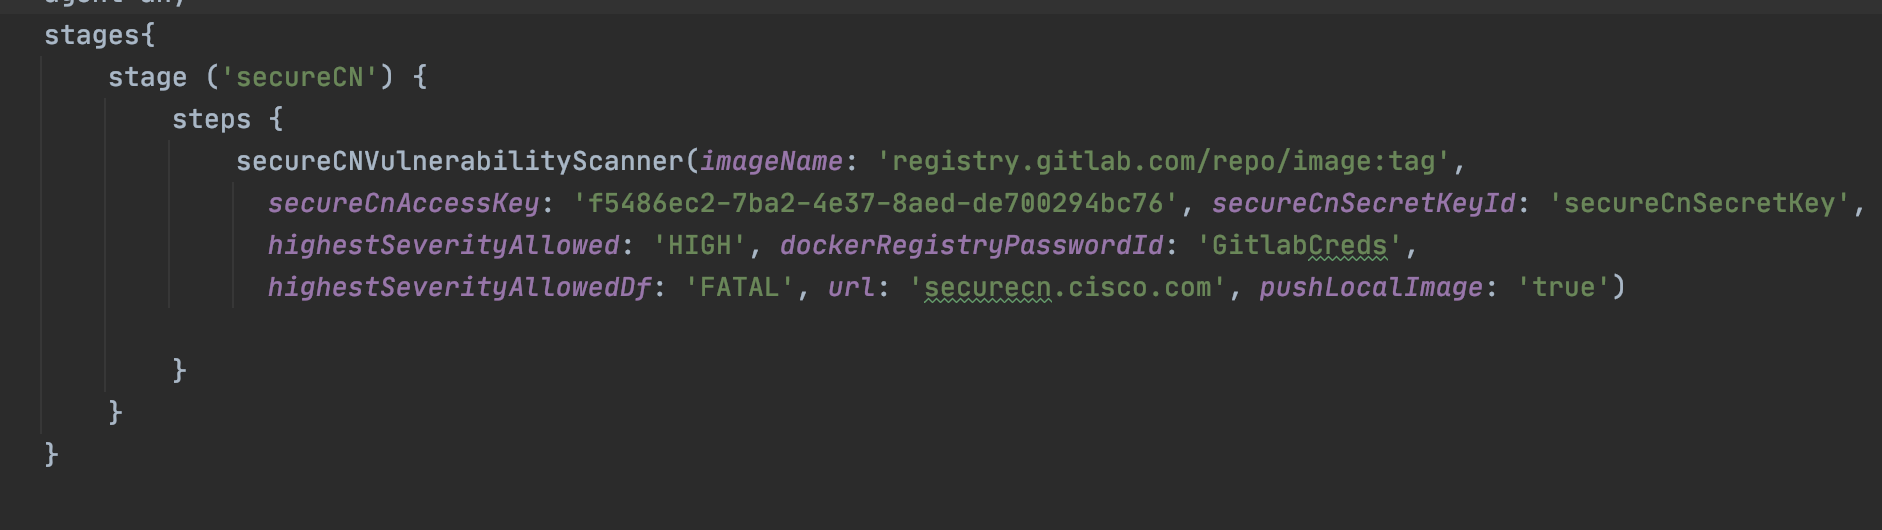 stages{
stage ('secureCN') {
steps {
secureCNVulnerabilityScanner(imageName: 'registry.gitlab.com/repo/image:tag',
secureCnAccessKey: 'f5486ec2-7ba2-4e37-8aed-de700294bc76', secureCnSecretKeyId: 'secureCnSecretKey',
highestSeverityAllowed: 'HIGH', dockerRegistryPasswordId: 'GitlabCreds',
highestSeverityAllowedDf: 'FATAL', url: 'securecn.cisco.com', pushLocalImage: 'true')
}
}
}